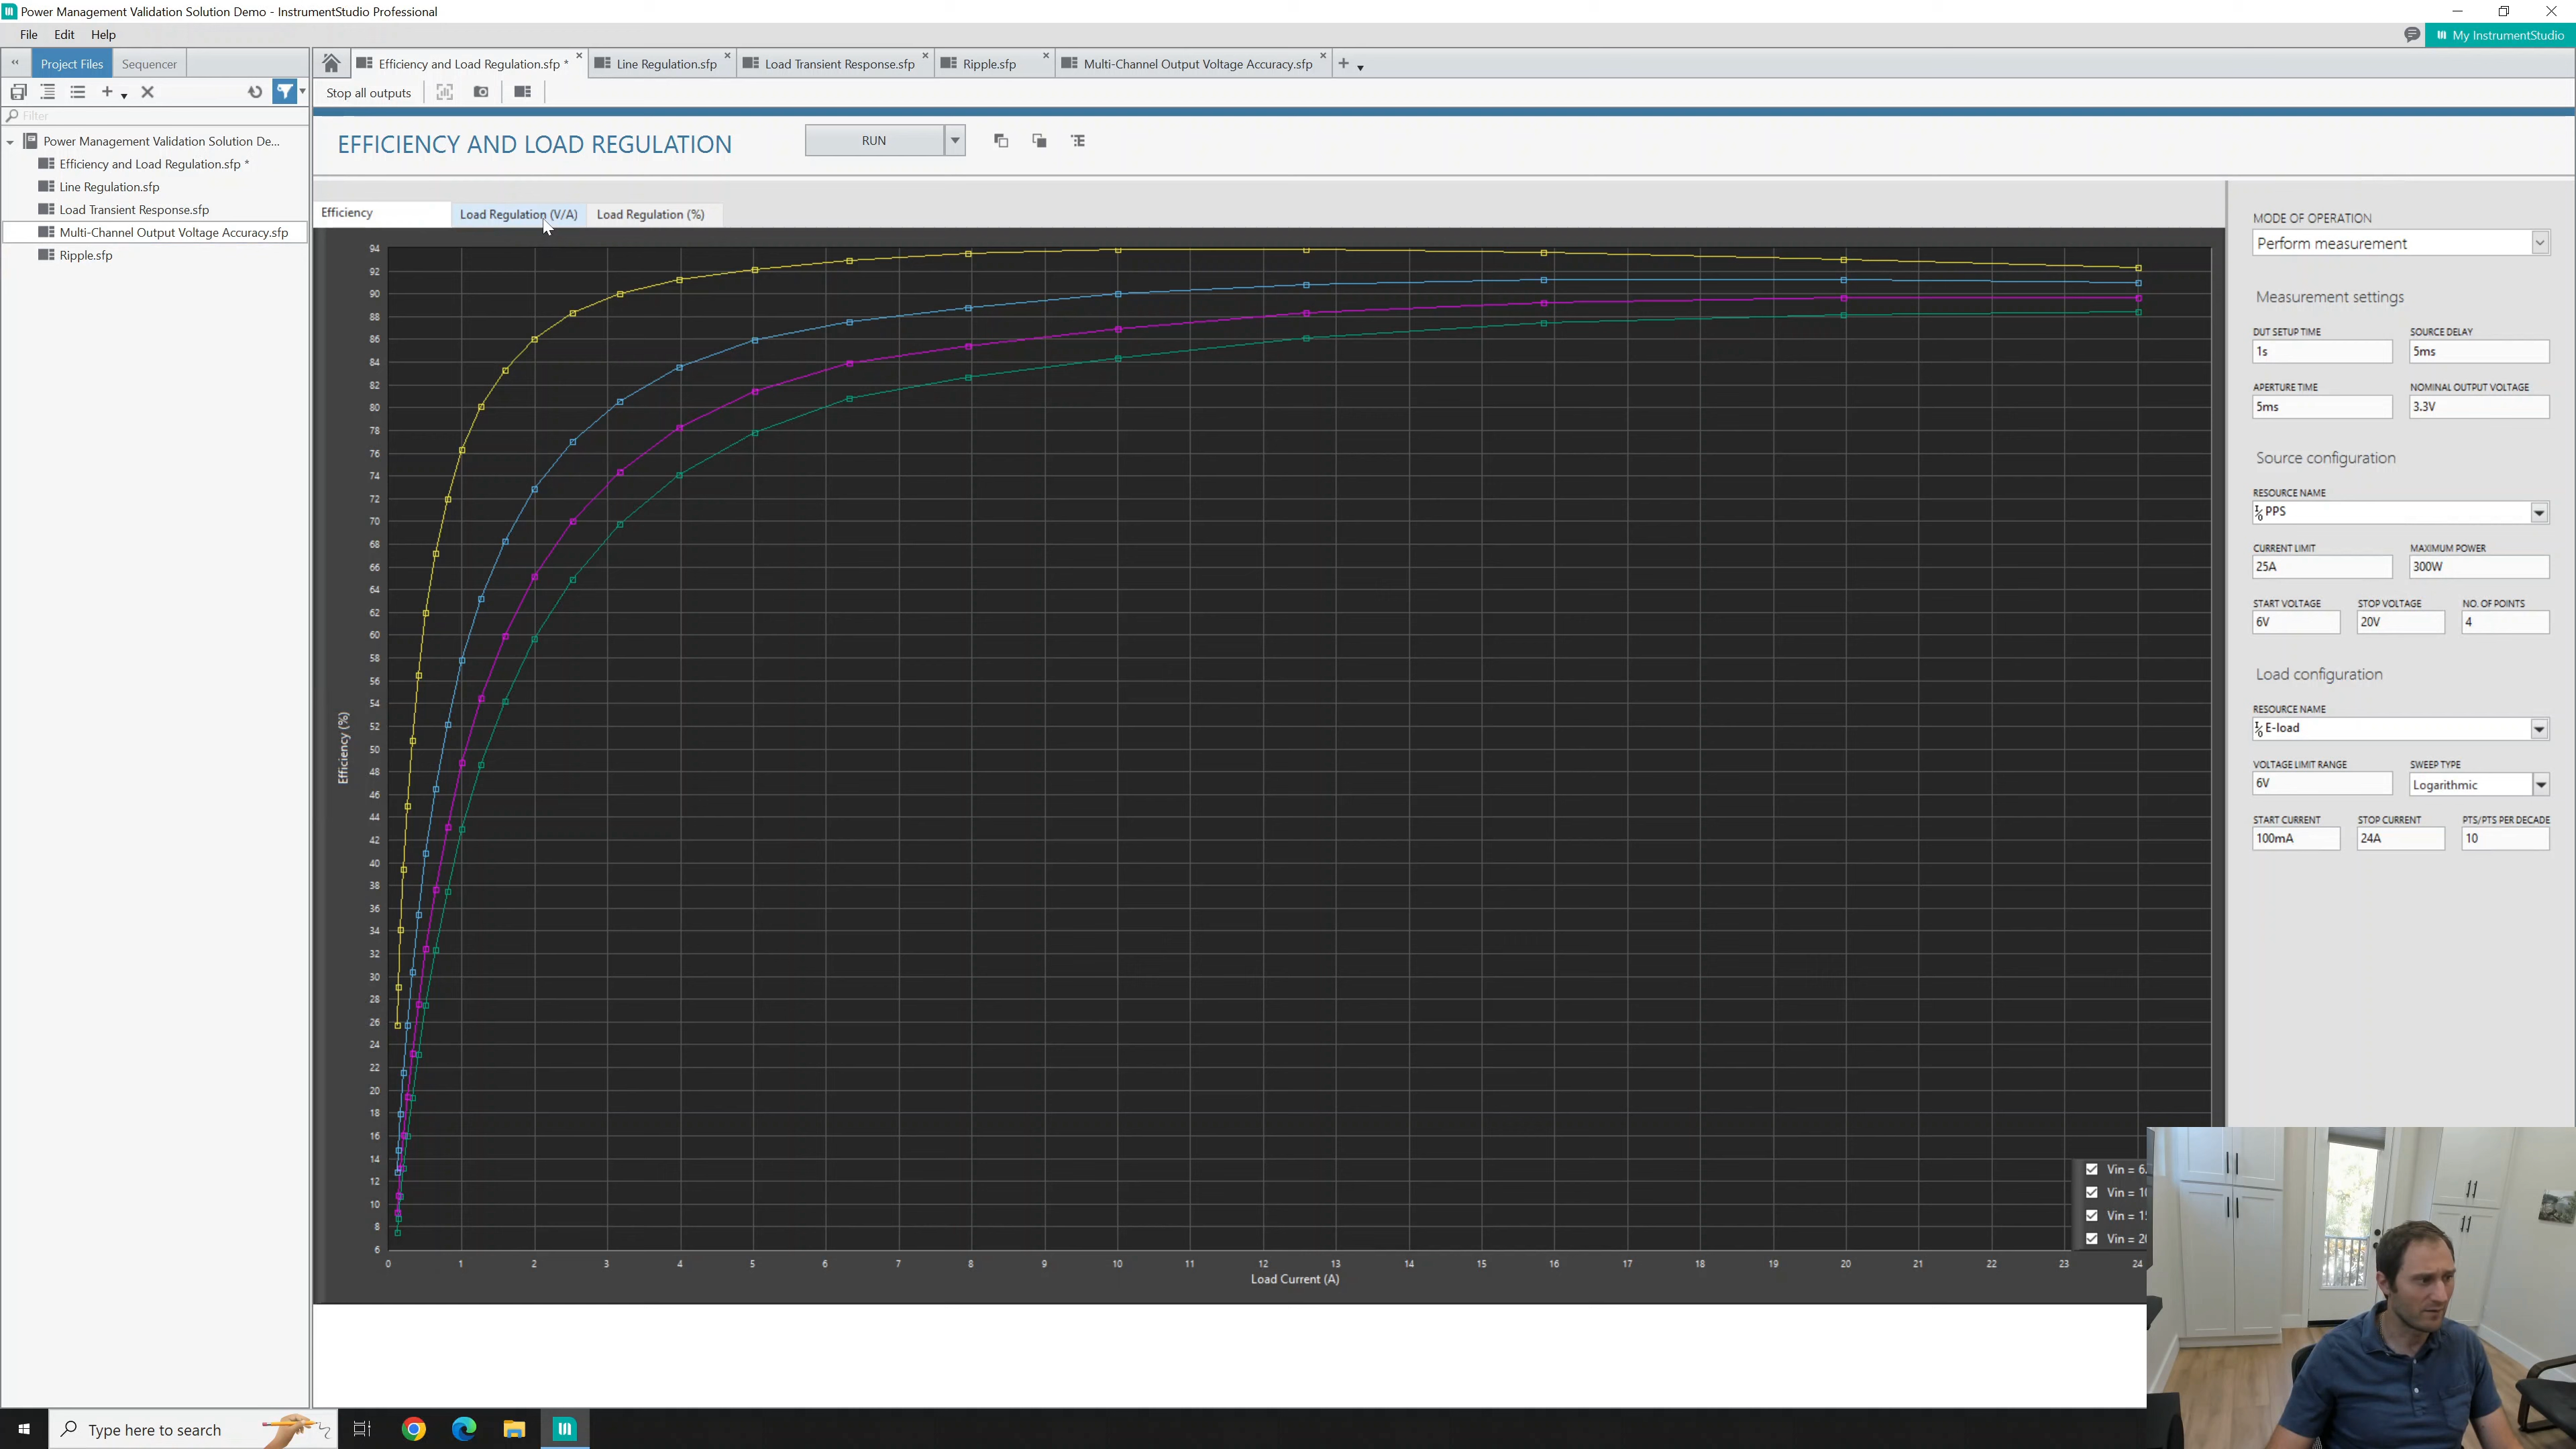 Power Management Validation Solution Demo - InstrumentStudio Professional
File Edit Help
My InstrumentStudio
Project Files Sequencer
Efficiency and Load Regulation.sfp * Line Regulation.sfp Load Transient Response.sfp Ripple.sfp Multi-Channel Output Voltage Accuracy.sfp
Stop all outputs
Filter
Power Management Validation Solution De...
Efficiency and Load Regulation.sfp *
Line Regulation.sfp
Load Transient Response.sfp
Multi-Channel Output Voltage Accuracy.sfp
Ripple.sfp
EFFICIENCY AND LOAD REGULATION
RUN
Efficiency Load Regulation (V/A) Load Regulation (%)
94
92
90
88
86
84
82
80
78
76
74
72
70
68
66
64
62
60
58
56
54
52
50
48
46
44
42
40
38
36
34
32
30
28
26
24
22
20
18
16
14
12
10
8
6
Efficiency (%)
0 1 2 3 4 5 6 7 8 9 10 11 12 13 14 15 16 17 18 19 20 21 22 23 24
Load Current (A)
Vin = 6.
Vin = 10
Vin = 15
Vin = 20
MODE OF OPERATION
Perform measurement
Measurement settings
DUT SETUP TIME SOURCE DELAY
1s 5ms
APERTURE TIME NOMINAL OUTPUT VOLTAGE
5ms 3.3V
Source configuration
RESOURCE NAME
PPS
CURRENT LIMIT MAXIMUM POWER
25A 300W
START VOLTAGE STOP VOLTAGE NO. OF POINTS
6V 20V 4
Load configuration
RESOURCE NAME
E-load
VOLTAGE LIMIT RANGE SWEEP TYPE
6V Logarithmic
START CURRENT STOP CURRENT PTS/PTS PER DECADE
100mA 24A 10
Type here to search